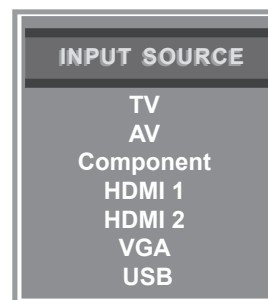 INPUT SOURCE
TV
AV
Component
HDMI 1
HDMI 2
VGA
USB